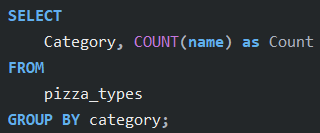 SELECT
    Category, COUNT(name) as Count
FROM
    pizza_types
GROUP BY category;